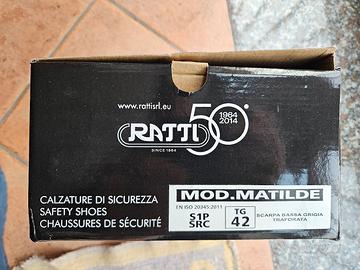 www.rattisrl.eu
RATTI
SINCE 1964
50°
1964
2014
CALZATURE DI SICUREZZA
SAFETY SHOES
CHAUSSURES DE SÉCURITÉ
MOD.MATILDE
EN ISO 20345:2011
S1P
SRC
TG
42
SCARPA BASSA GRIGIA
TRAFORATA